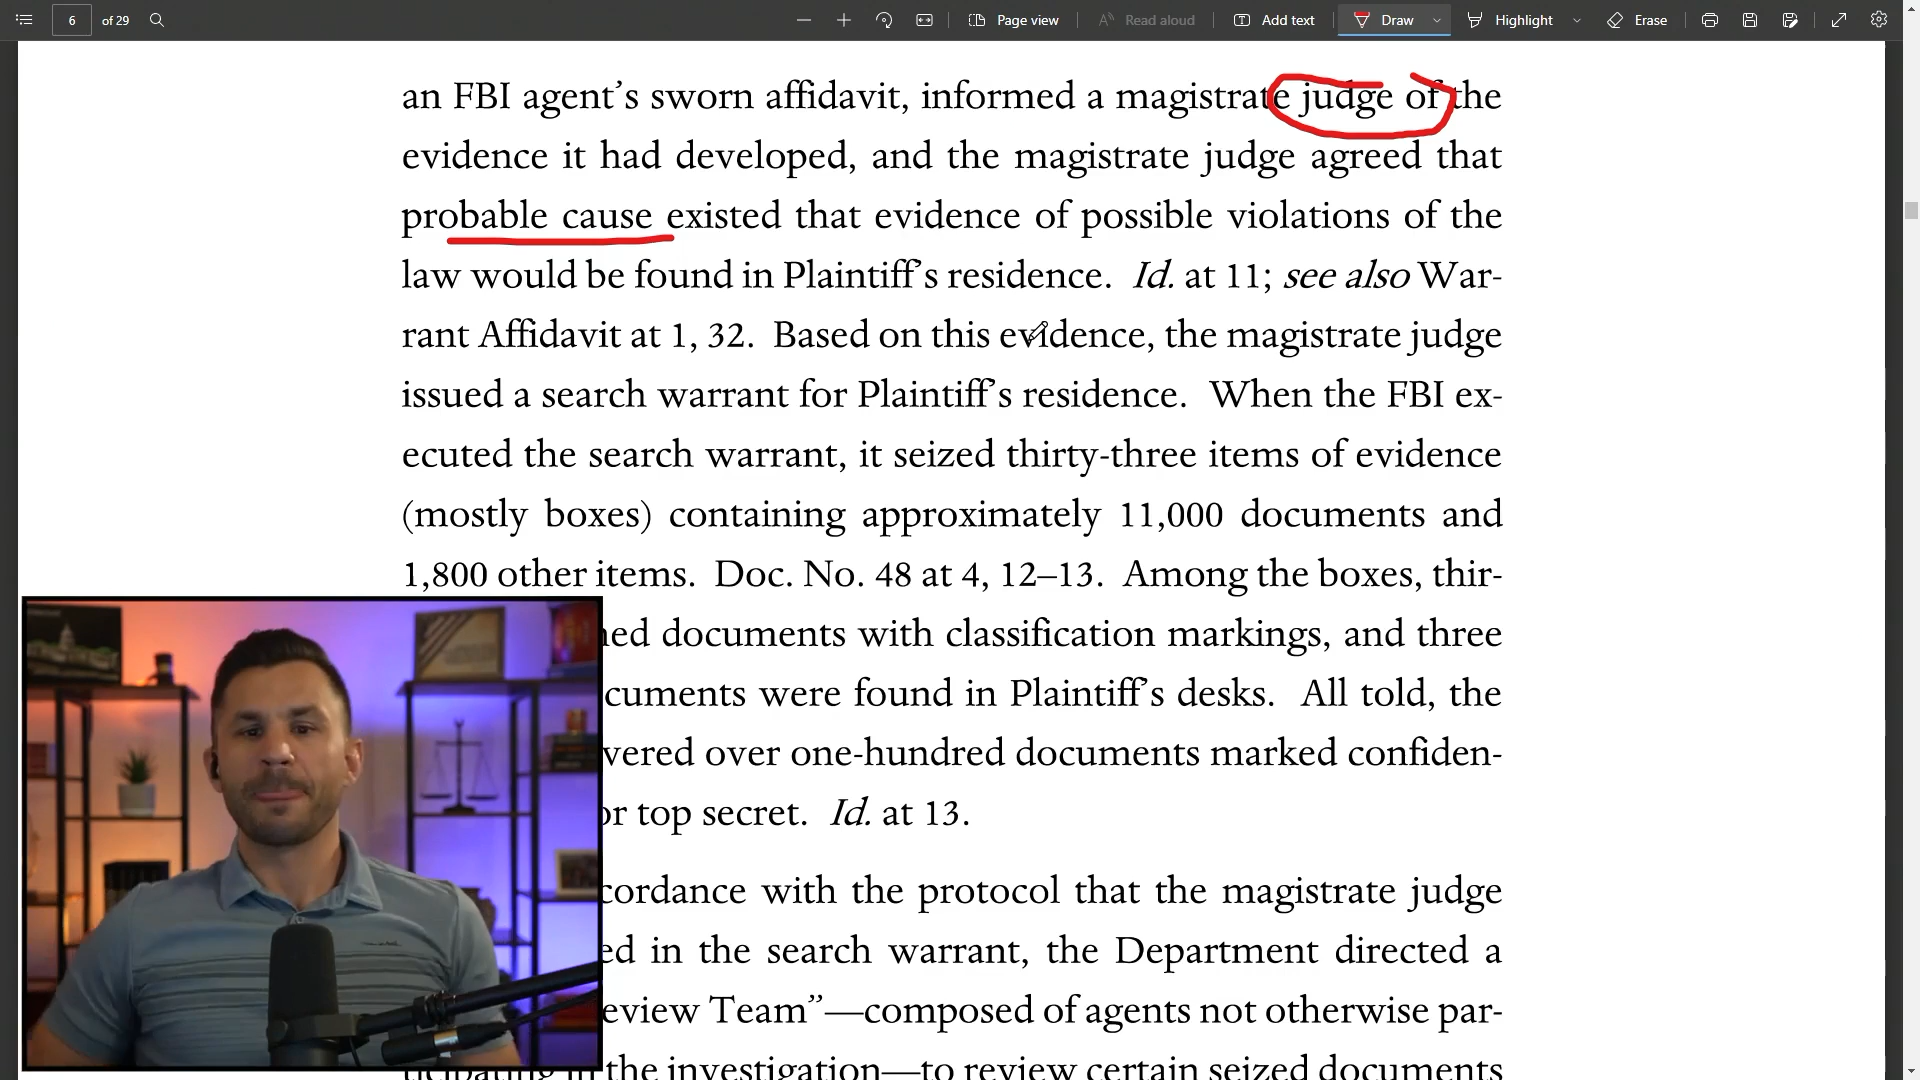 6 of 29 Page view Read aloud Add text Draw Highlight Erase
an FBI agent’s sworn affidavit, informed a magistrate judge of the
evidence it had developed, and the magistrate judge agreed that
probable cause existed that evidence of possible violations of the
law would be found in Plaintiff’s residence. Id. at 11; see also War-
rant Affidavit at 1, 32. Based on this evidence, the magistrate judge
issued a search warrant for Plaintiff’s residence. When the FBI ex-
ecuted the search warrant, it seized thirty-three items of evidence
(mostly boxes) containing approximately 11,000 documents and
1,800 other items. Doc. No. 48 at 4, 12–13. Among the boxes, thir-
ned documents with classification markings, and three
cuments were found in Plaintiff’s desks. All told, the
vered over one-hundred documents marked confiden-
or top secret. Id. at 13.
cordance with the protocol that the magistrate judge
ed in the search warrant, the Department directed a
eview Team”—composed of agents not otherwise par-
ticipating in the investigation—to review certain seized documents